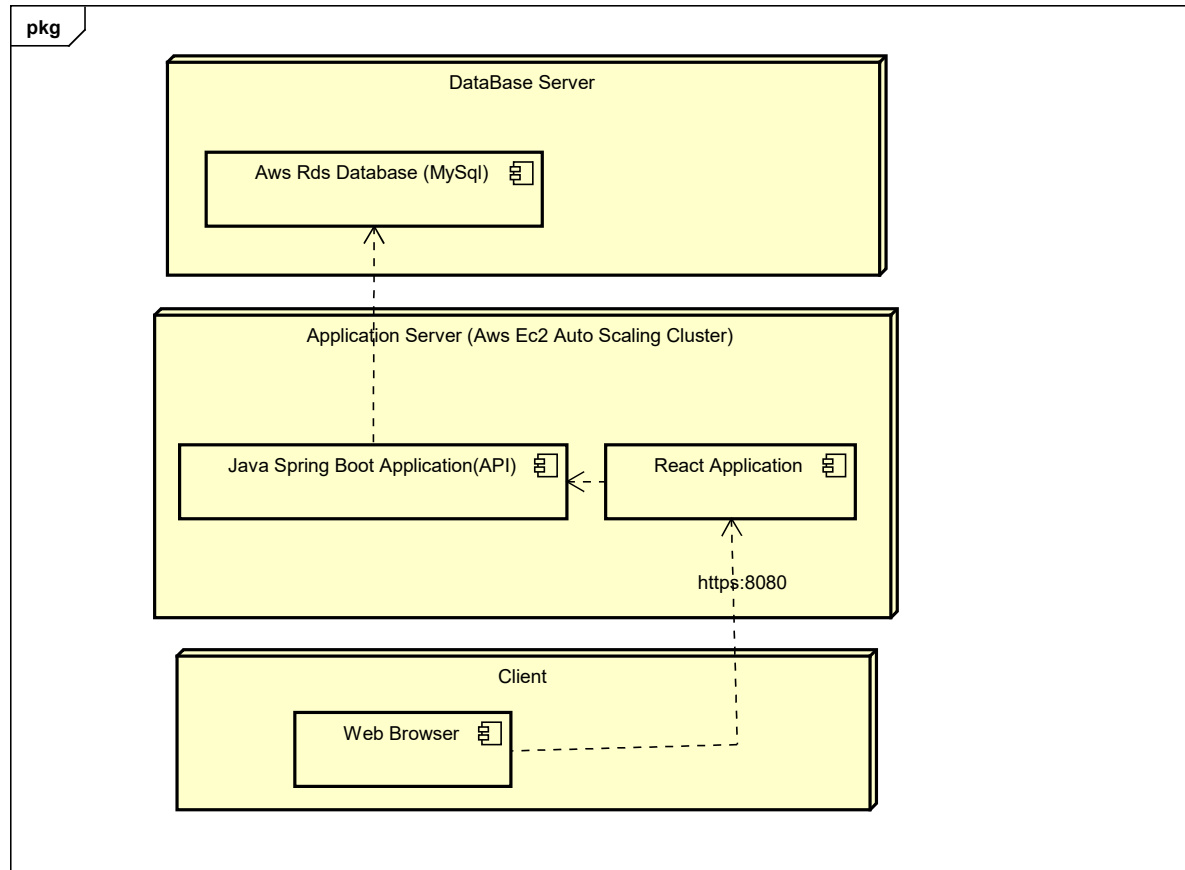 pkg
DataBase Server
Aws Rds Database (MySql)
Application Server (Aws Ec2 Auto Scaling Cluster)
Java Spring Boot Application(API)
React Application
https:8080
Client
Web Browser